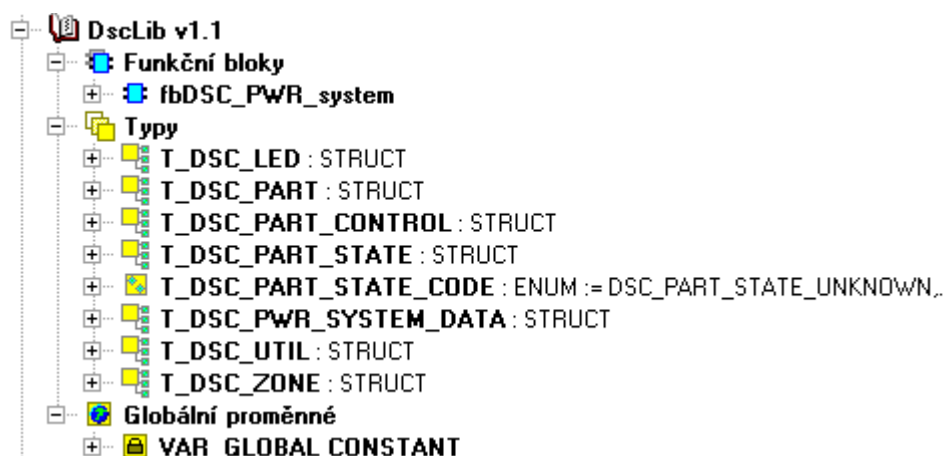 DscLib v1.1
Funkční bloky
fbDSC_PWR_system
Typy
T_DSC_LED : STRUCT
T_DSC_PART : STRUCT
T_DSC_PART_CONTROL : STRUCT
T_DSC_PART_STATE : STRUCT
T_DSC_PART_STATE_CODE : ENUM := DSC_PART_STATE_UNKNOWN,..
T_DSC_PWR_SYSTEM_DATA : STRUCT
T_DSC_UTIL : STRUCT
T_DSC_ZONE : STRUCT
Globální proměnné
VAR_GLOBAL CONSTANT